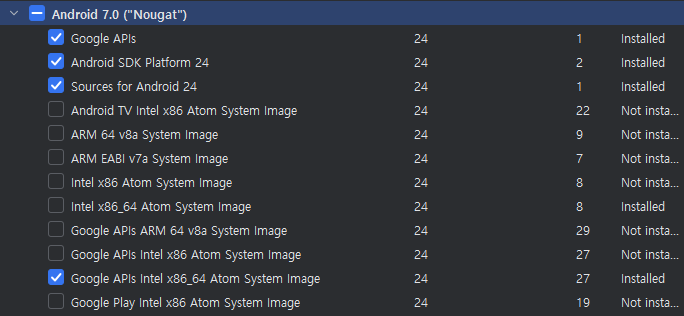 Android 7.0 ("Nougat")
Google APIs 24 1 Installed
Android SDK Platform 24 24 2 Installed
Sources for Android 24 24 1 Installed
Android TV Intel x86 Atom System Image 24 22 Not insta...
ARM 64 v8a System Image 24 9 Not insta...
ARM EABI v7a System Image 24 7 Not insta...
Intel x86 Atom System Image 24 8 Not insta...
Intel x86_64 Atom System Image 24 8 Installed
Google APIs ARM 64 v8a System Image 24 29 Not insta...
Google APIs Intel x86 Atom System Image 24 27 Not insta...
Google APIs Intel x86_64 Atom System Image 24 27 Installed
Google Play Intel x86 Atom System Image 24 19 Not insta...